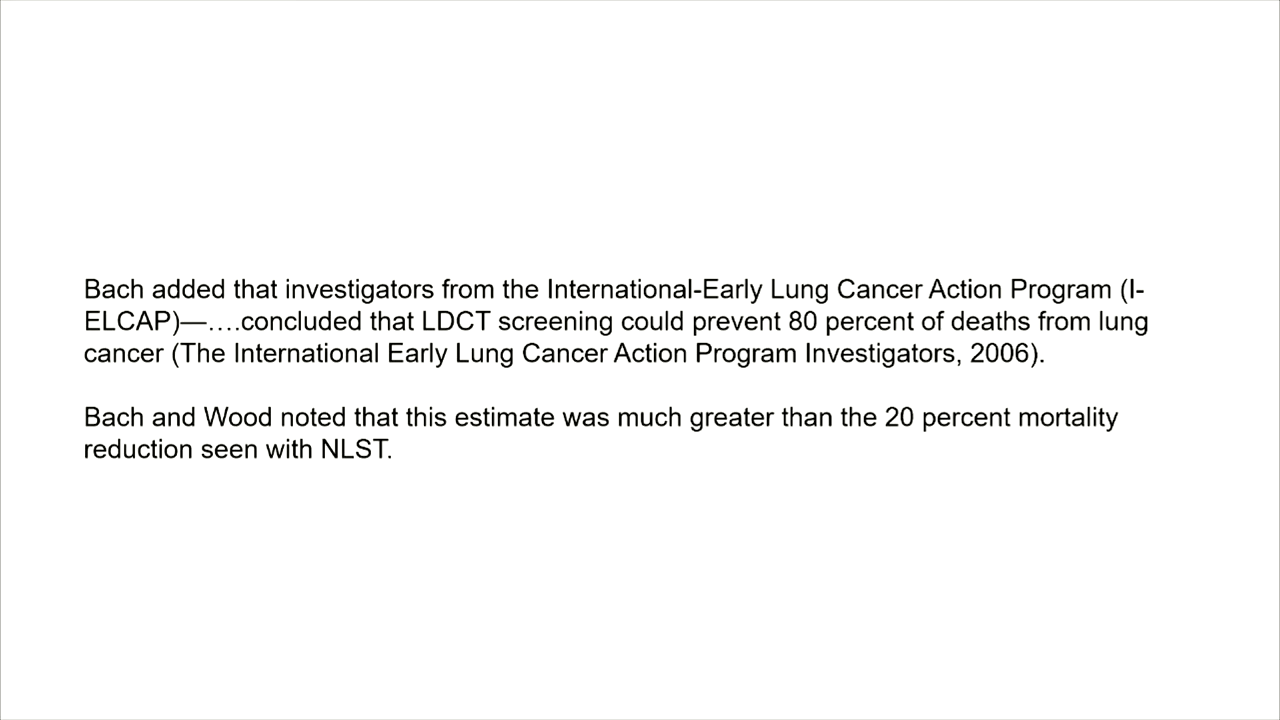 Bach added that investigators from the International-Early Lung Cancer Action Program (I-
ELCAP)—….concluded that LDCT screening could prevent 80 percent of deaths from lung
cancer (The International Early Lung Cancer Action Program Investigators, 2006).
Bach and Wood noted that this estimate was much greater than the 20 percent mortality
reduction seen with NLST.